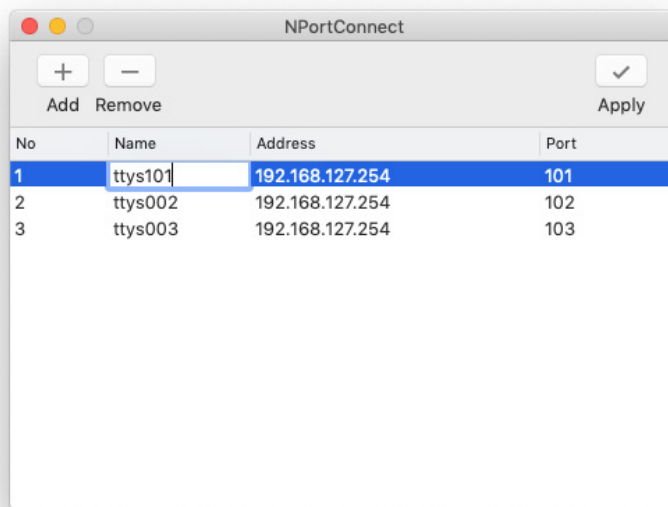 NPortConnect
Add Remove Apply
No Name Address Port
1 ttys101 192.168.127.254 101
2 ttys002 192.168.127.254 102
3 ttys003 192.168.127.254 103